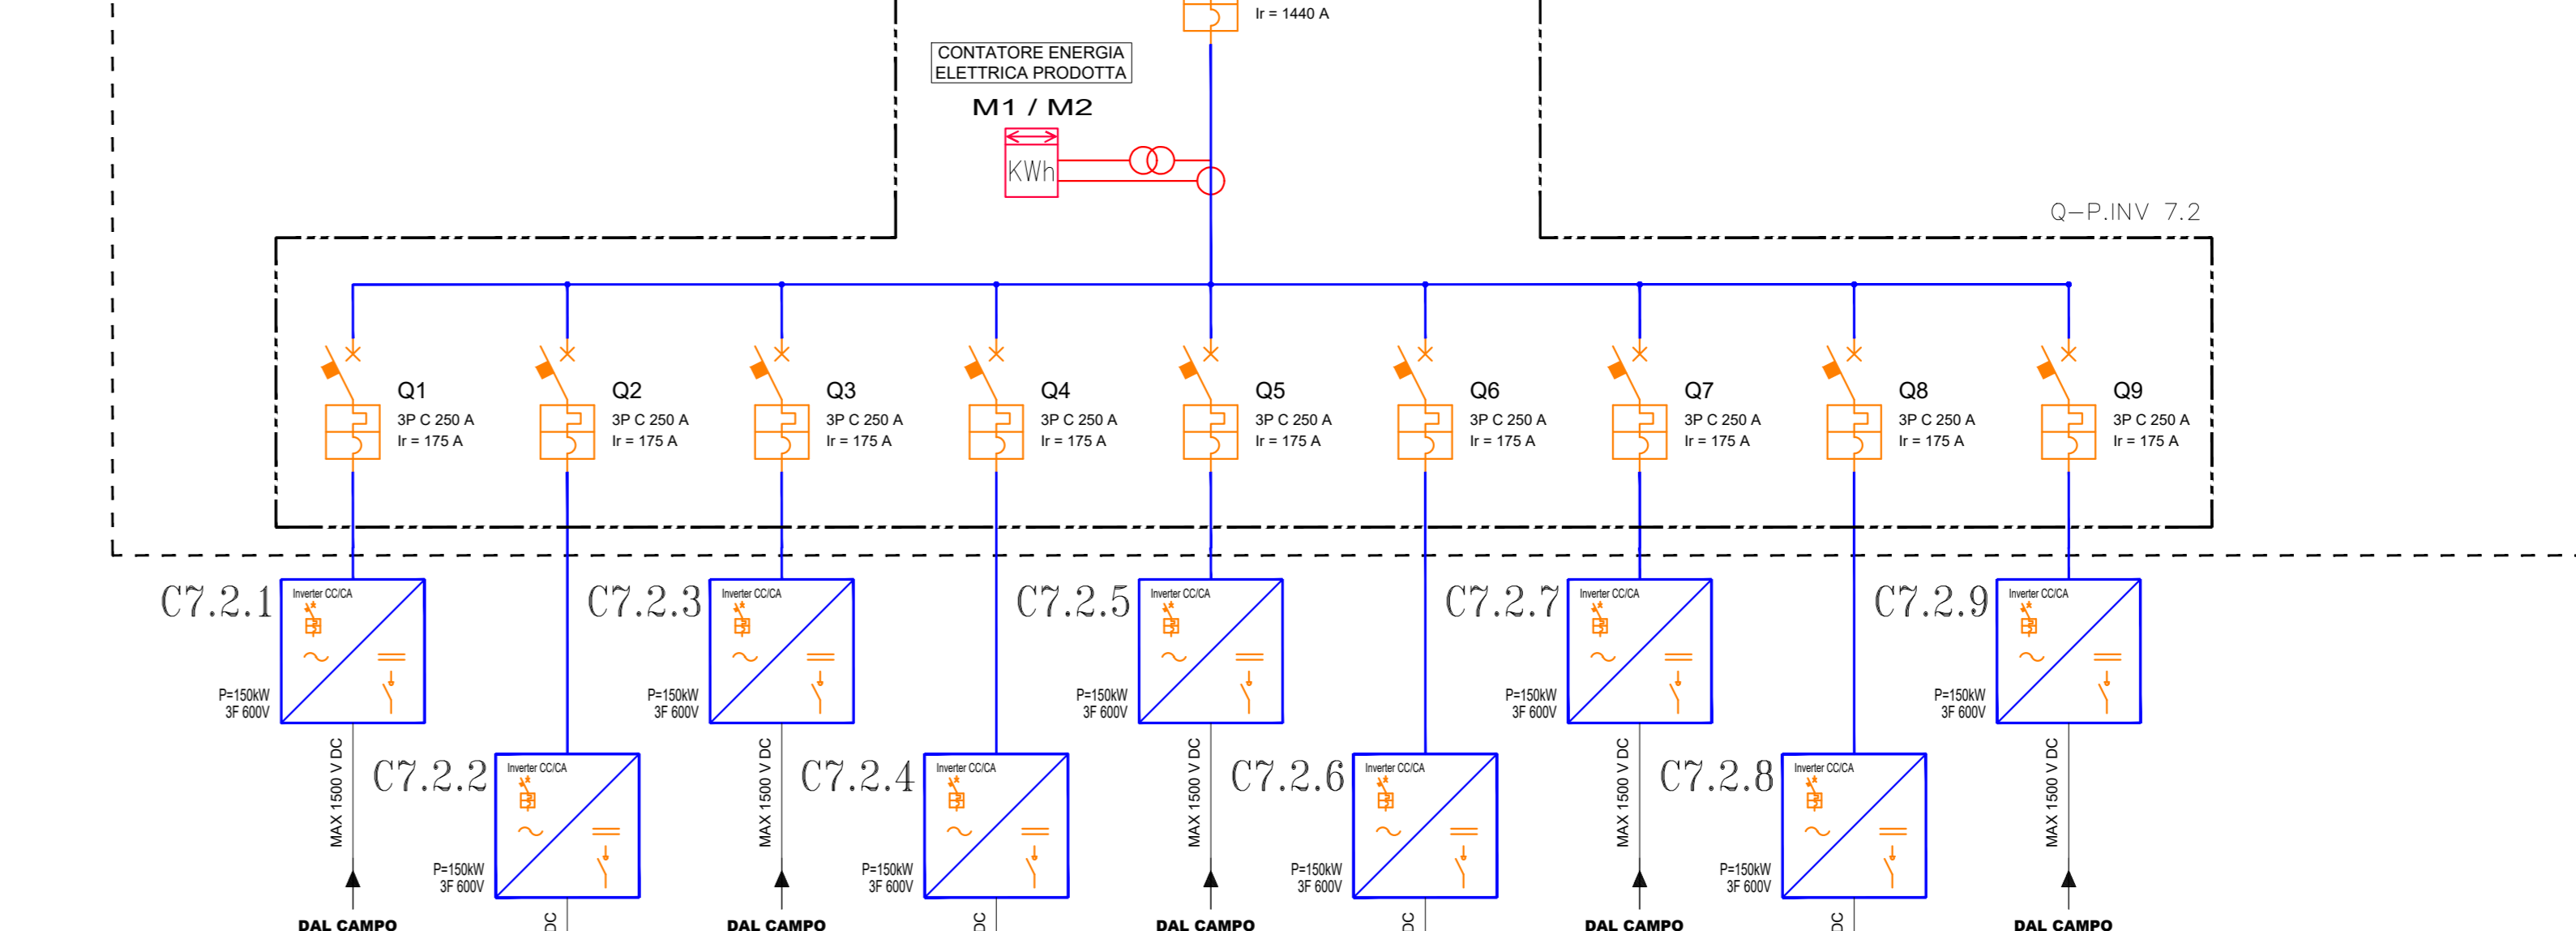 Ir = 1440 A
CONTATORE ENERGIA
ELETTRICA PRODOTTA
M1 / M2
KWh
Q-P.INV 7.2
Q1
3P C 250 A
Ir = 175 A
Q2
3P C 250 A
Ir = 175 A
Q3
3P C 250 A
Ir = 175 A
Q4
3P C 250 A
Ir = 175 A
Q5
3P C 250 A
Ir = 175 A
Q6
3P C 250 A
Ir = 175 A
Q7
3P C 250 A
Ir = 175 A
Q8
3P C 250 A
Ir = 175 A
Q9
3P C 250 A
Ir = 175 A
C7.2.1
Inverter CC/CA
P=150kW
3F 600V
MAX 1500 V DC
DAL CAMPO
C7.2.2
Inverter CC/CA
P=150kW
3F 600V
DC
C7.2.3
Inverter CC/CA
P=150kW
3F 600V
MAX 1500 V DC
DAL CAMPO
C7.2.4
Inverter CC/CA
P=150kW
3F 600V
DC
C7.2.5
Inverter CC/CA
P=150kW
3F 600V
MAX 1500 V DC
DAL CAMPO
C7.2.6
Inverter CC/CA
P=150kW
3F 600V
DC
C7.2.7
Inverter CC/CA
P=150kW
3F 600V
MAX 1500 V DC
DAL CAMPO
C7.2.8
Inverter CC/CA
P=150kW
3F 600V
DC
C7.2.9
Inverter CC/CA
P=150kW
3F 600V
MAX 1500 V DC
DAL CAMPO